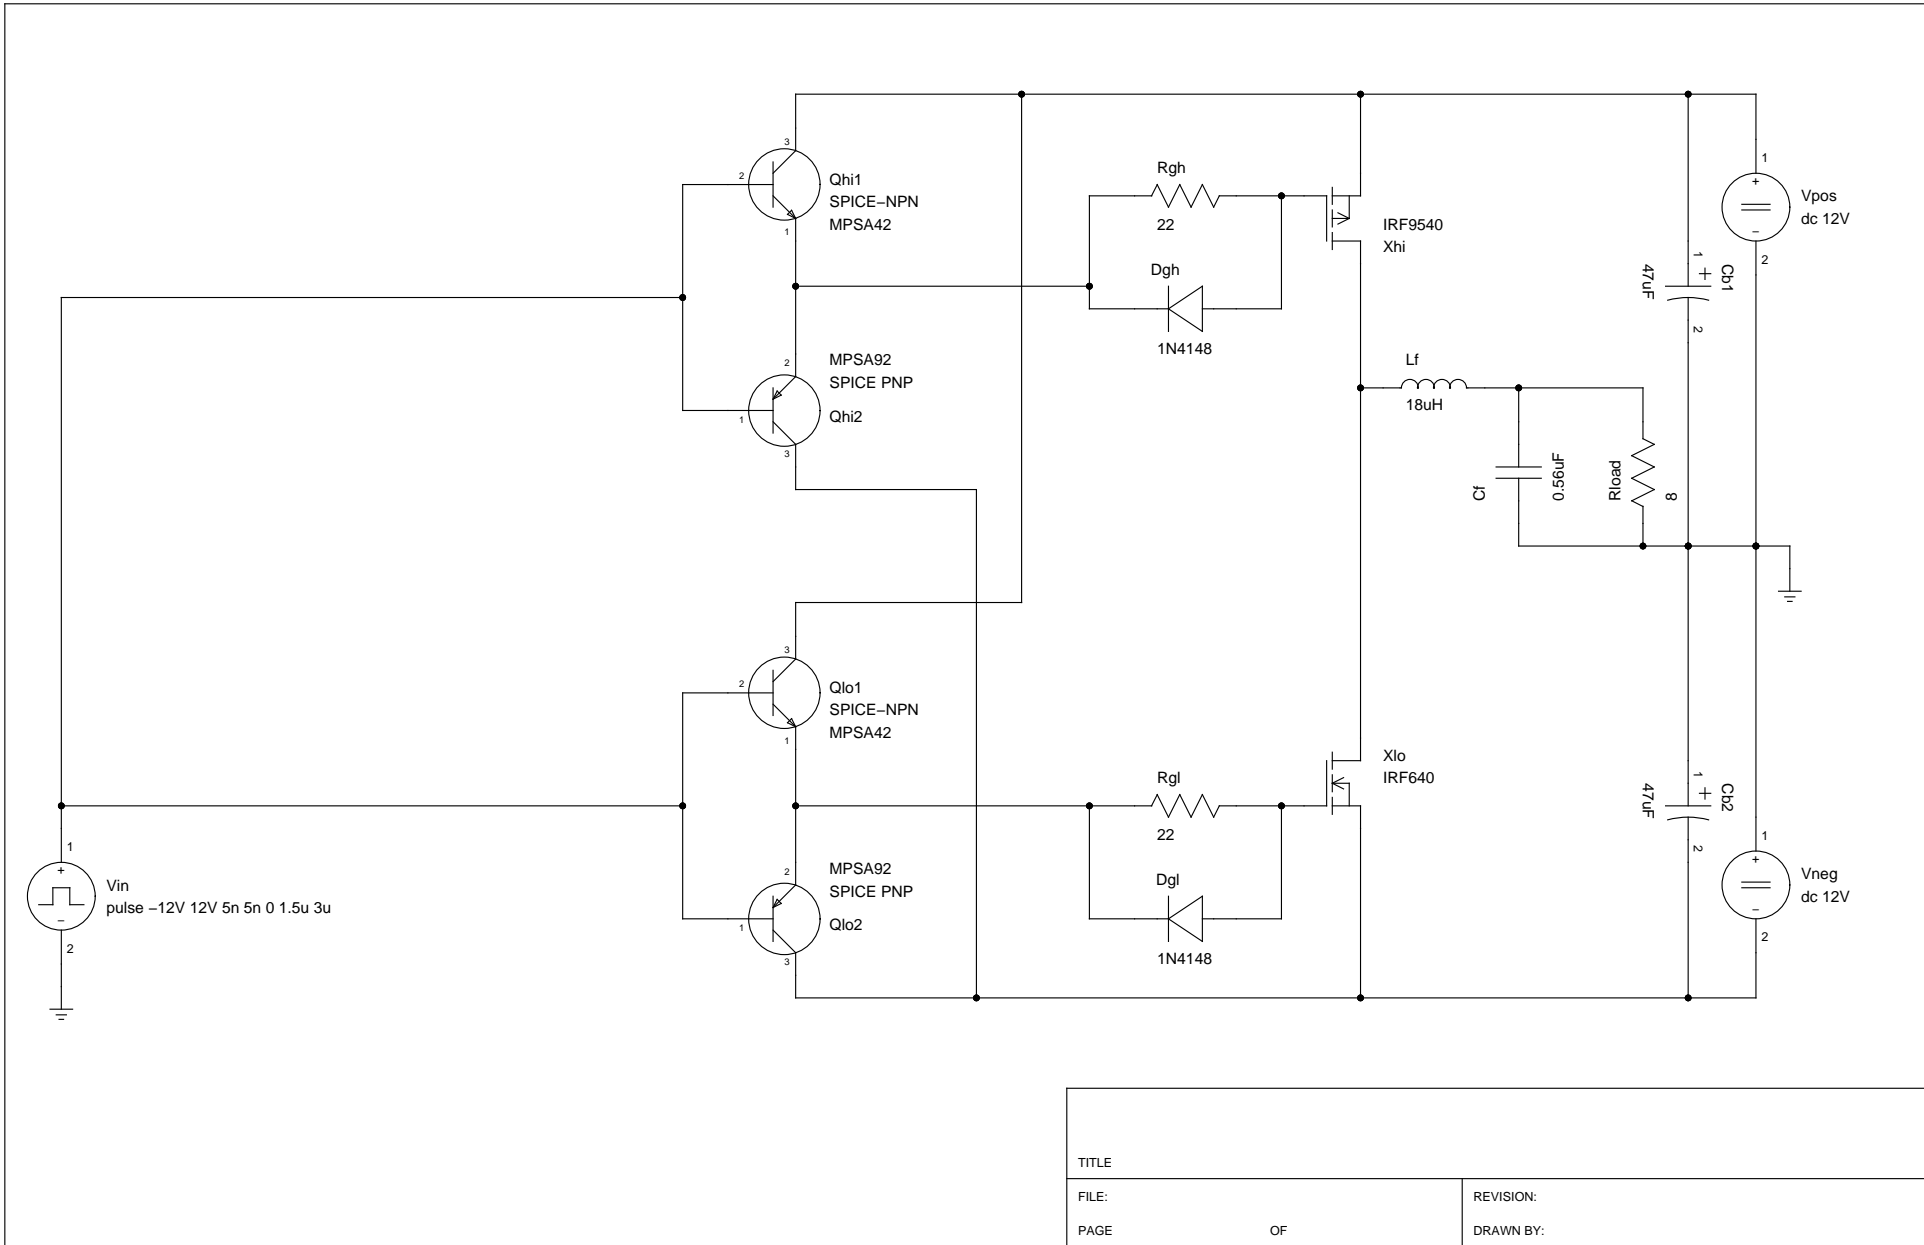 3
2
Qhi1
SPICE−NPN
MPSA42
1
MPSA92
2
SPICE PNP
1
Qhi2
3
Rgh
22
Dgh
1N4148
IRF9540
Xhi
Lf
18uH
Cf
0.56uF
Rload
8
1
+
Cb1
47uF
2
1
+
Vpos
dc 12V
−
2
3
2
Qlo1
SPICE−NPN
MPSA42
1
MPSA92
2
SPICE PNP
1
Qlo2
3
Rgl
22
Dgl
1N4148
Xlo
IRF640
1
+
Cb2
47uF
2
1
+
Vneg
dc 12V
−
2
1
+
Vin
pulse −12V 12V 5n 5n 0 1.5u 3u
−
2
TITLE
FILE:
REVISION:
PAGE OF
DRAWN BY: